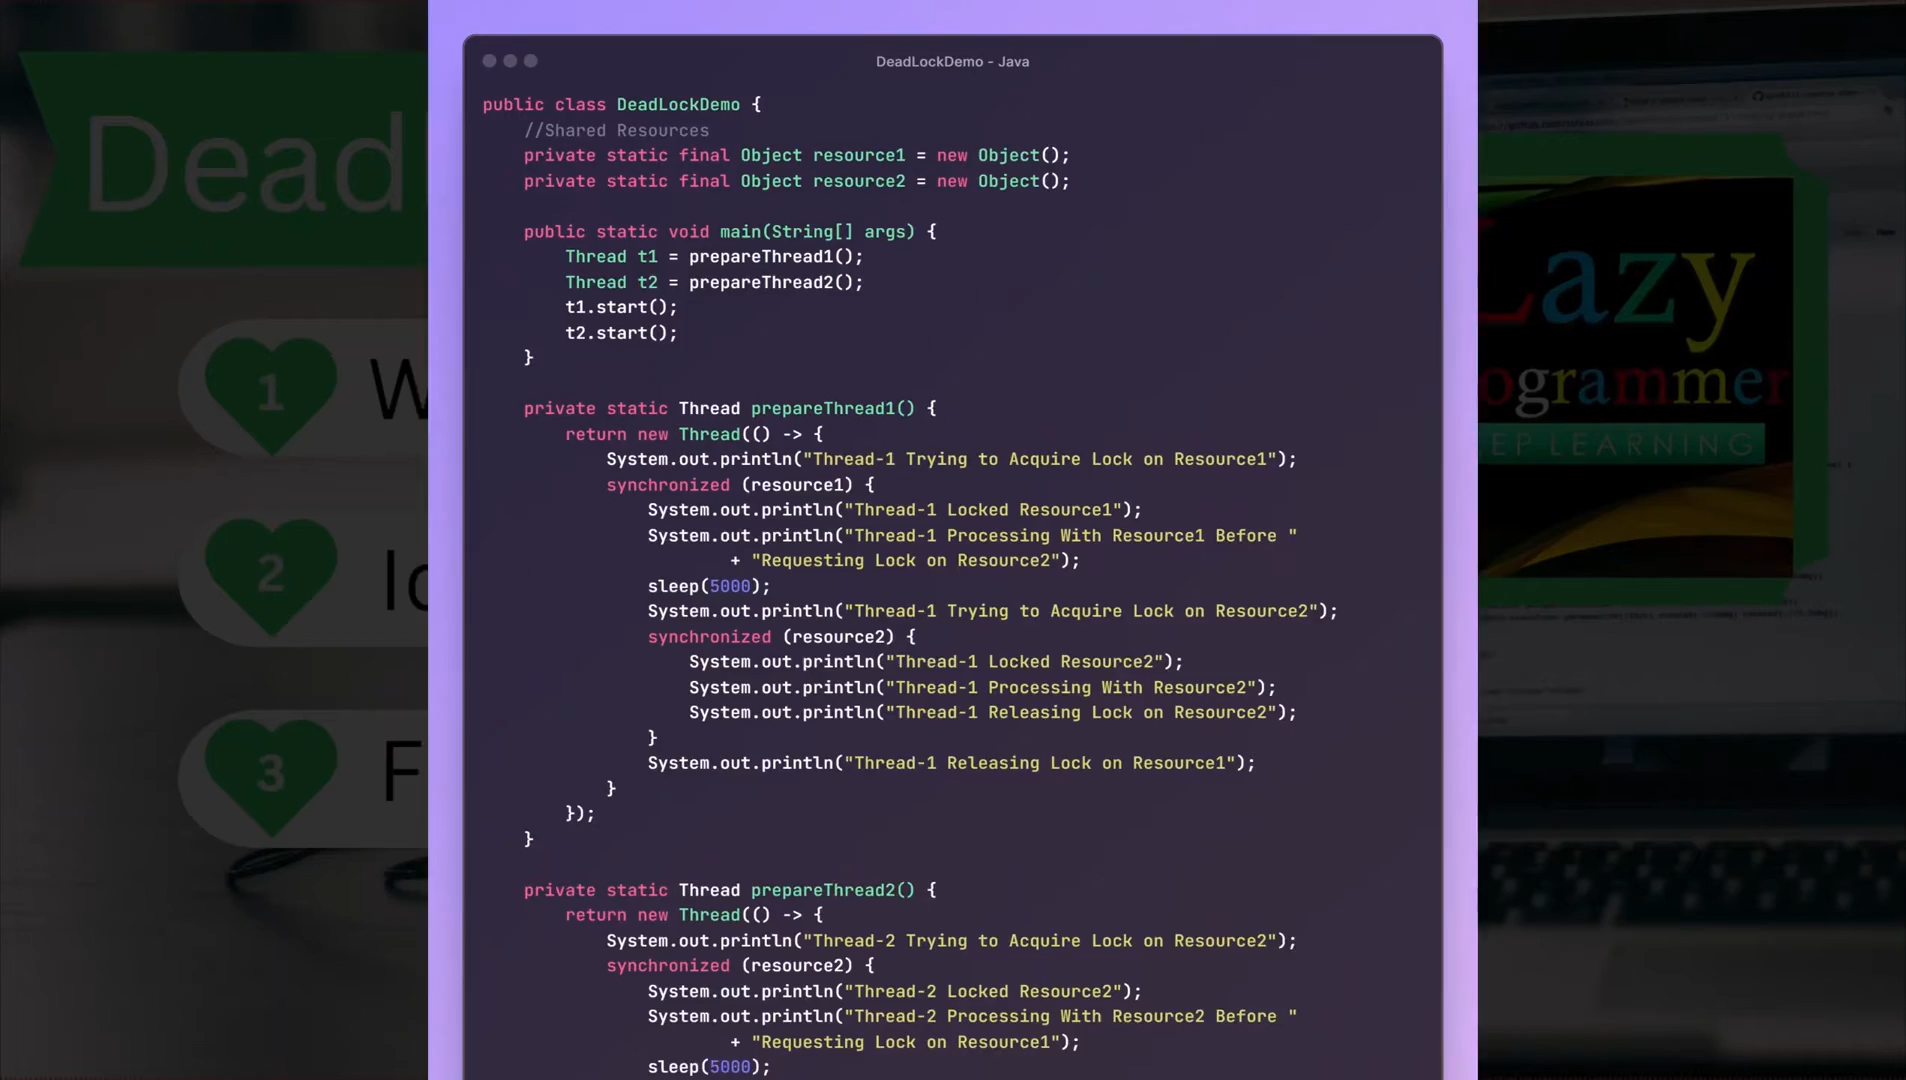 DeadLockDemo - Java
public class DeadLockDemo {
//Shared Resources
private static final Object resource1 = new Object();
private static final Object resource2 = new Object();
public static void main(String[] args) {
Thread t1 = prepareThread1();
Thread t2 = prepareThread2();
t1.start();
t2.start();
}
private static Thread prepareThread1() {
return new Thread(() -> {
System.out.println("Thread-1 Trying to Acquire Lock on Resource1");
synchronized (resource1) {
System.out.println("Thread-1 Locked Resource1");
System.out.println("Thread-1 Processing With Resource1 Before "
+ "Requesting Lock on Resource2");
sleep(5000);
System.out.println("Thread-1 Trying to Acquire Lock on Resource2");
synchronized (resource2) {
System.out.println("Thread-1 Locked Resource2");
System.out.println("Thread-1 Processing With Resource2");
System.out.println("Thread-1 Releasing Lock on Resource2");
}
System.out.println("Thread-1 Releasing Lock on Resource1");
}
});
}
private static Thread prepareThread2() {
return new Thread(() -> {
System.out.println("Thread-2 Trying to Acquire Lock on Resource2");
synchronized (resource2) {
System.out.println("Thread-2 Locked Resource2");
System.out.println("Thread-2 Processing With Resource2 Before "
+ "Requesting Lock on Resource1");
sleep(5000);
Dead
1
2
3
Lazy
ogrammer
EP LEARNING